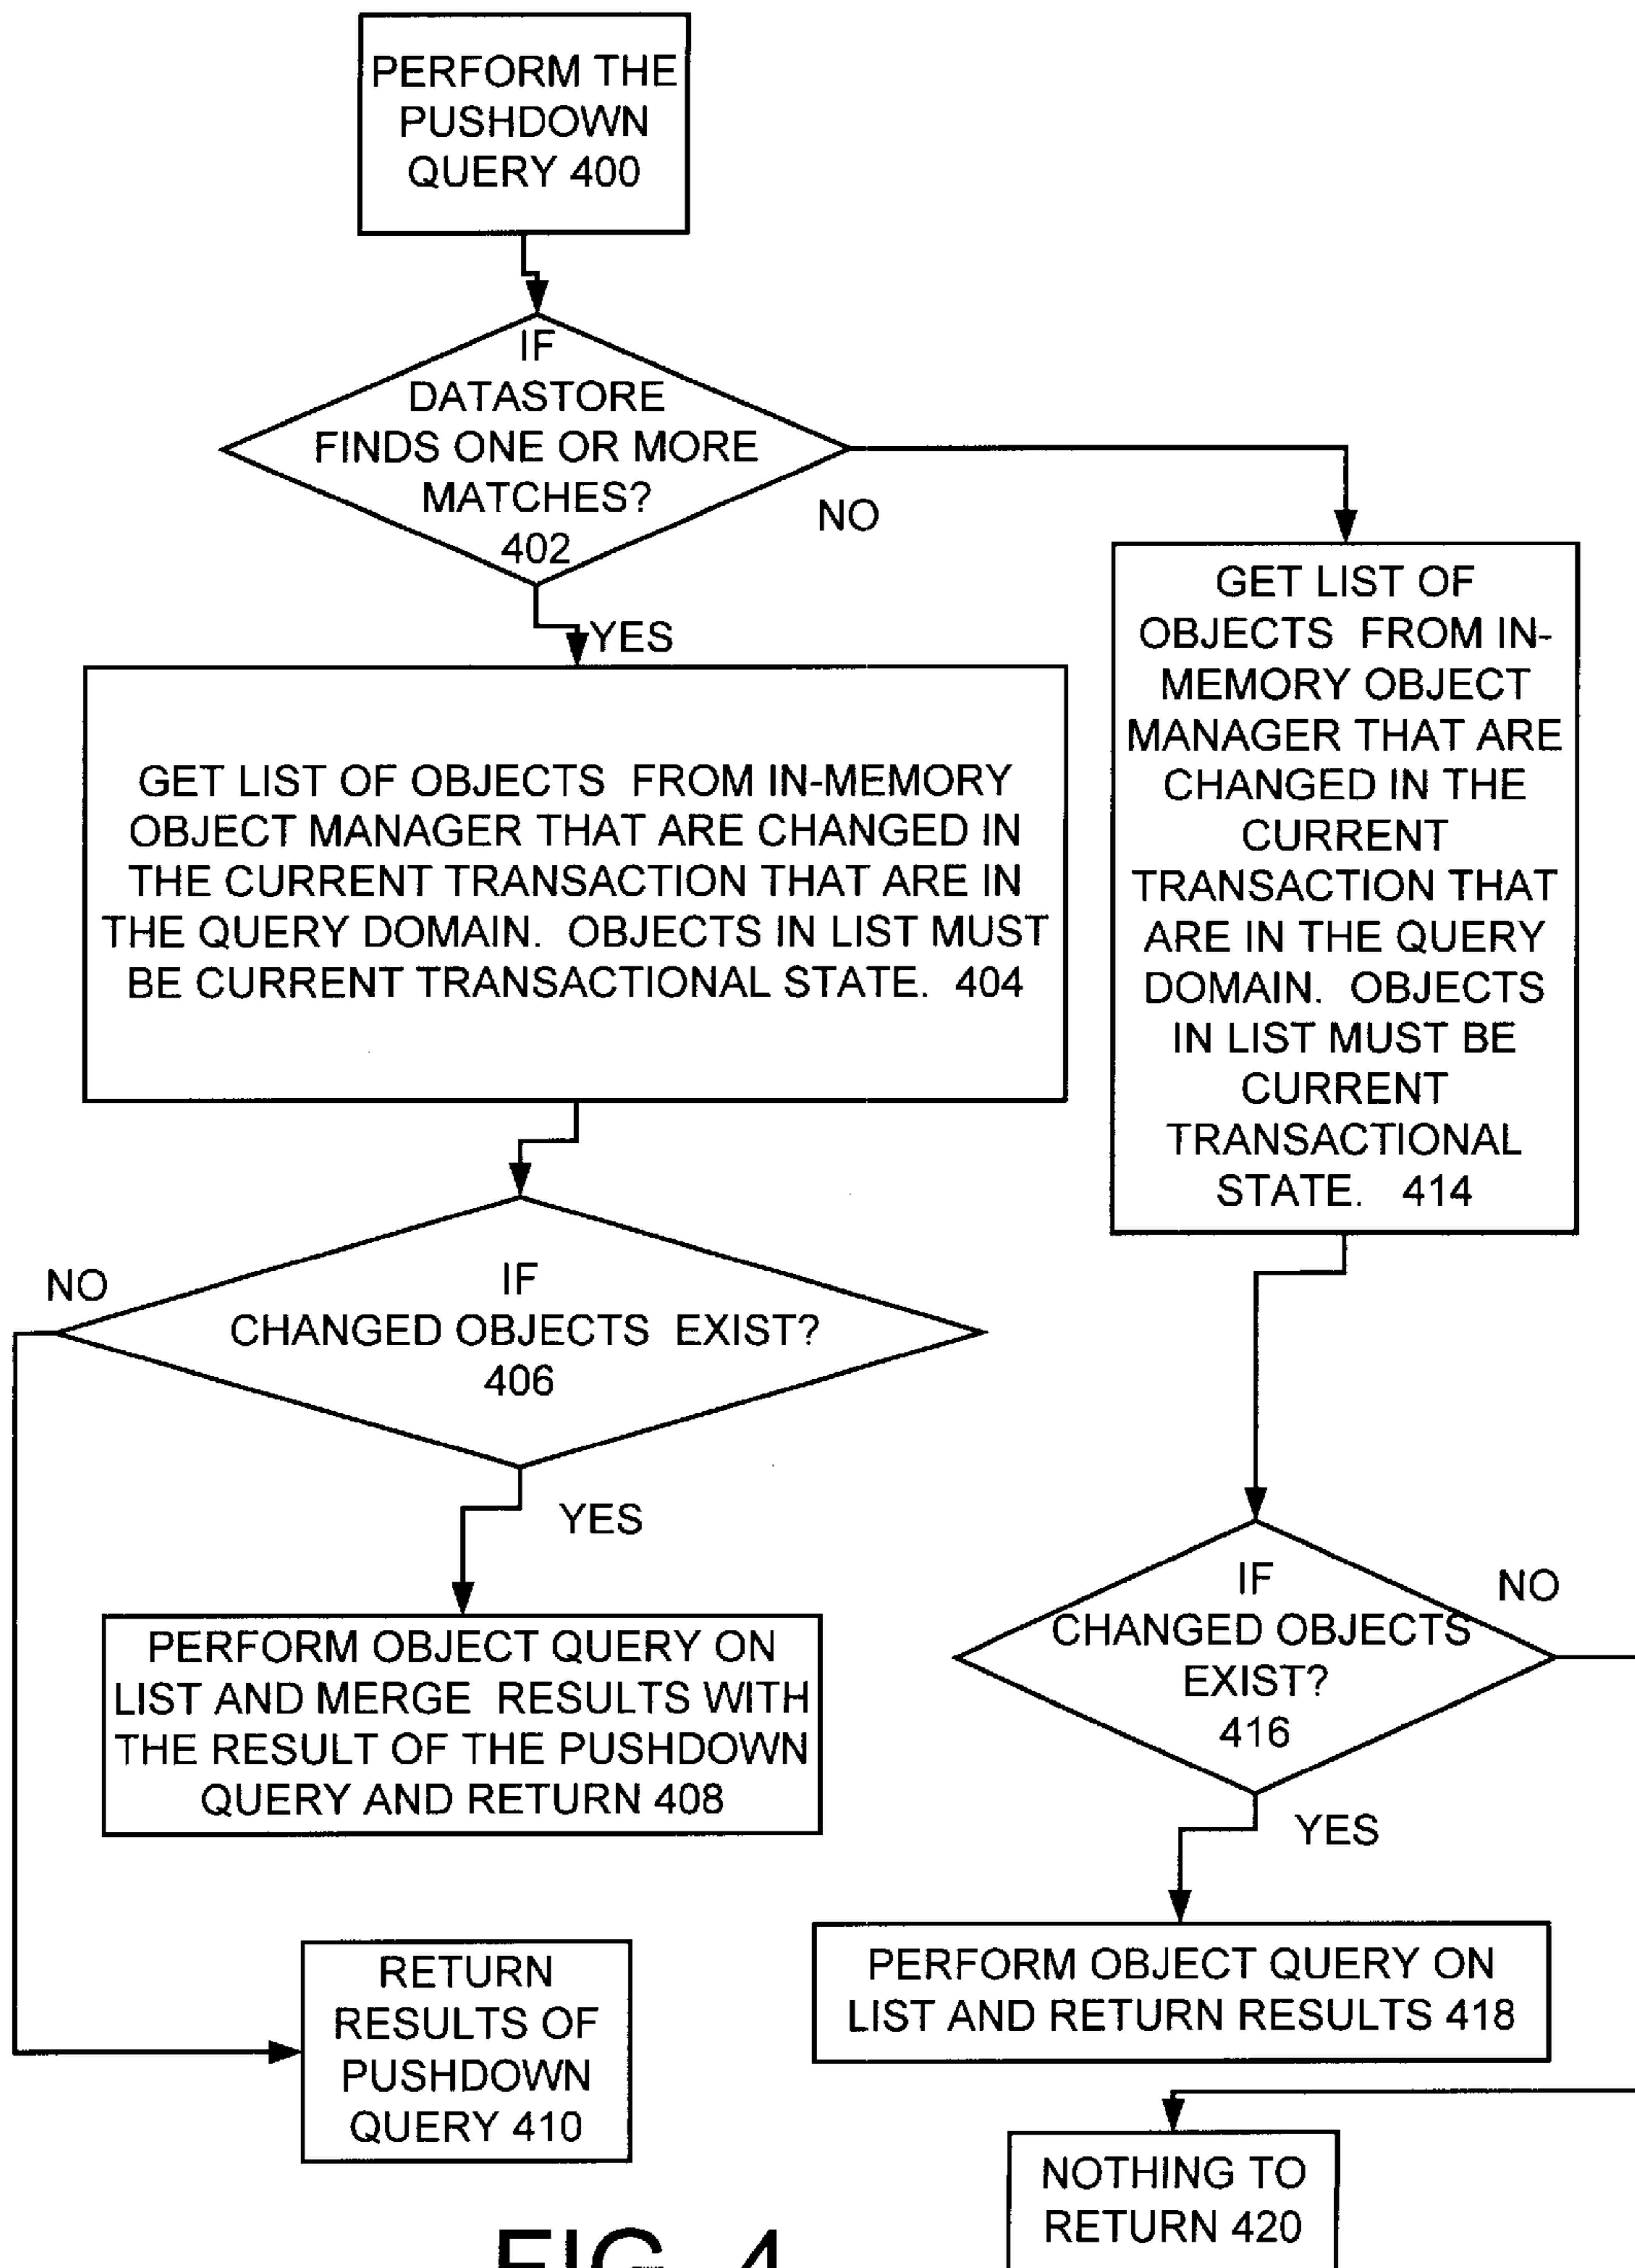 PERFORM THE
PUSHDOWN
QUERY 400
IF
DATASTORE
FINDS ONE OR MORE
MATCHES?
402
NO
YES
GET LIST OF OBJECTS FROM IN-MEMORY
OBJECT MANAGER THAT ARE CHANGED IN
THE CURRENT TRANSACTION THAT ARE IN
THE QUERY DOMAIN. OBJECTS IN LIST MUST
BE CURRENT TRANSACTIONAL STATE. 404
GET LIST OF
OBJECTS FROM IN-
MEMORY OBJECT
MANAGER THAT ARE
CHANGED IN THE
CURRENT
TRANSACTION THAT
ARE IN THE QUERY
DOMAIN. OBJECTS
IN LIST MUST BE
CURRENT
TRANSACTIONAL
STATE. 414
NO
IF
CHANGED OBJECTS EXIST?
406
YES
PERFORM OBJECT QUERY ON
LIST AND MERGE RESULTS WITH
THE RESULT OF THE PUSHDOWN
QUERY AND RETURN 408
RETURN
RESULTS OF
PUSHDOWN
QUERY 410
IF
CHANGED OBJECTS
EXIST?
416
NO
YES
PERFORM OBJECT QUERY ON
LIST AND RETURN RESULTS 418
NOTHING TO
RETURN 420
FIG. 4